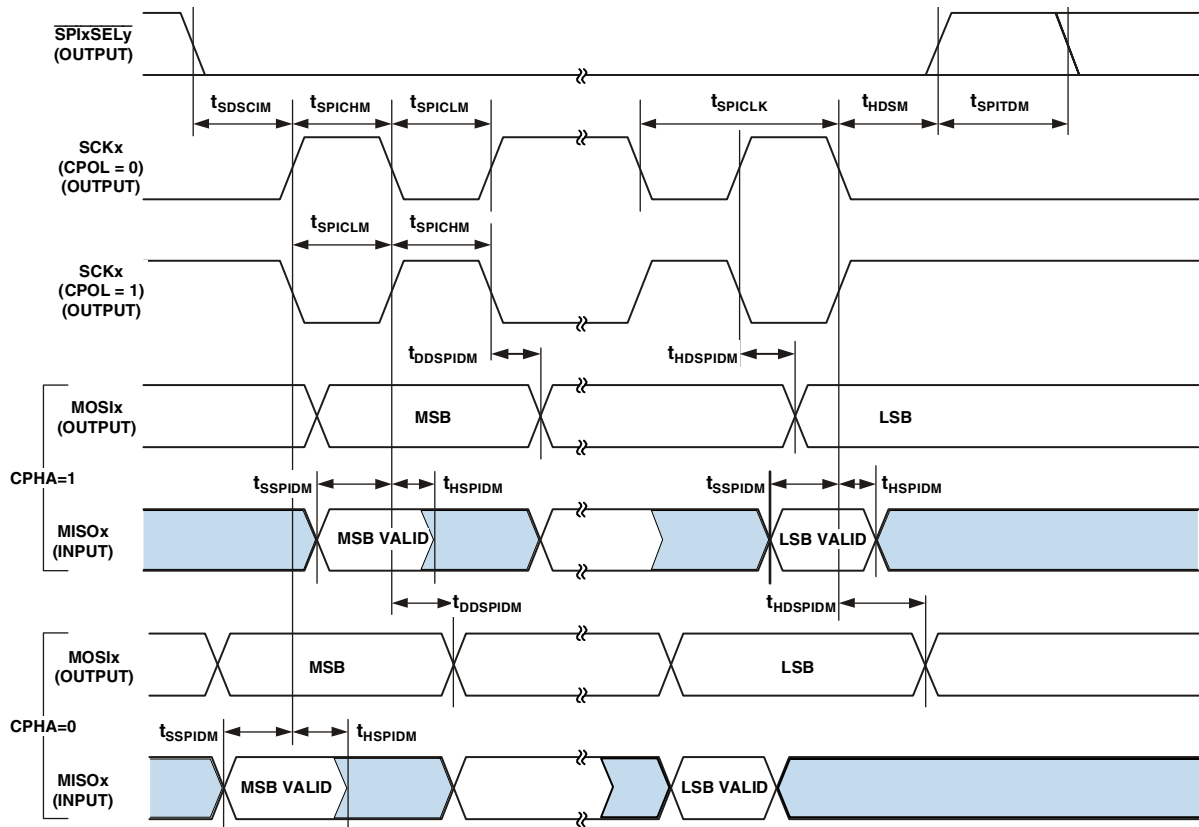 SPIxSELy
(OUTPUT)
tSDSCIM tSPICHM tSPICLM tSPICLK tHDSM tSPITDM
SCKx
(CPOL = 0)
(OUTPUT)
tSPICLM tSPICHM
SCKx
(CPOL = 1)
(OUTPUT)
tDDSPIDM tHDSPIDM
MOSIx
(OUTPUT)
MSB LSB
CPHA=1
tSSPIDM tHSPIDM tSSPIDM tHSPIDM
MISOx
(INPUT)
MSB VALID LSB VALID
tDDSPIDM tHDSPIDM
MOSIx
(OUTPUT)
MSB LSB
CPHA=0
tSSPIDM tHSPIDM
MISOx
(INPUT)
MSB VALID LSB VALID